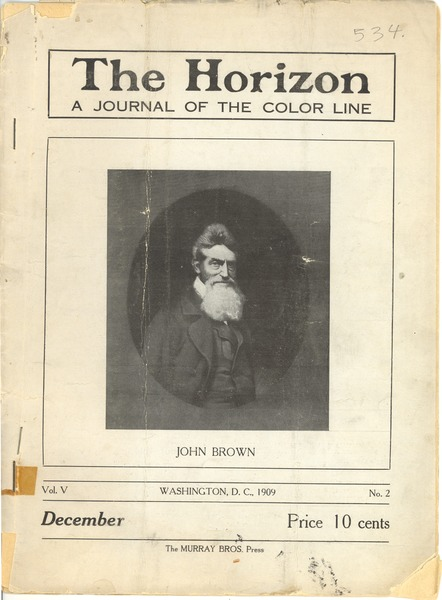 534.
The Horizon
A JOURNAL OF THE COLOR LINE
JOHN BROWN
Vol. V WASHINGTON, D. C., 1909 No. 2
December Price 10 cents
The MURRAY BROS. Press